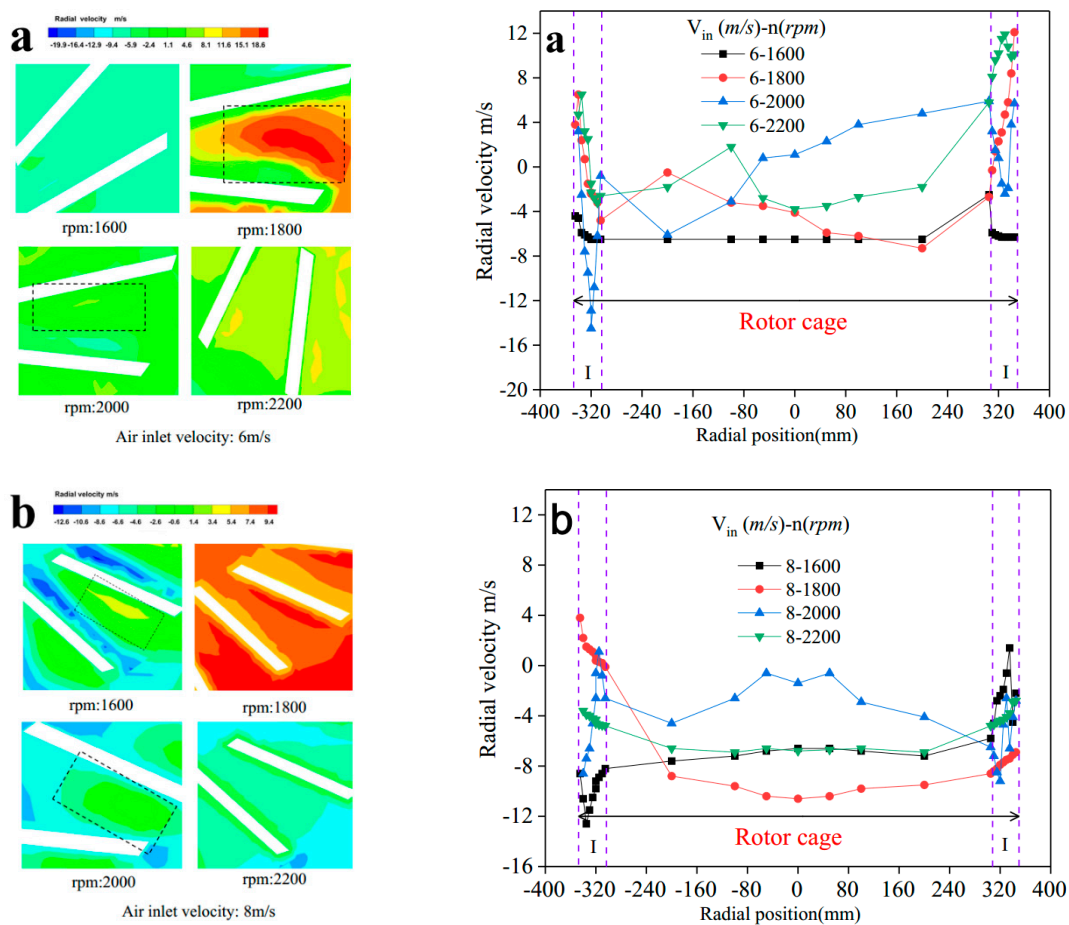 a
Radial velocity m/s
-19.9 -16.4 -12.9 -9.4 -5.9 -2.4 1.1 4.6 8.1 11.6 15.1 18.6
rpm:1600
rpm:1800
rpm:2000
rpm:2200
Air inlet velocity: 6m/s
a
Vin (m/s)-n(rpm)
6-1600
6-1800
6-2000
6-2200
12
8
4
0
-4
-8
-12
-16
-20
Radial velocity m/s
Rotor cage
I
I
-400 -320 -240 -160 -80 0 80 160 240 320 400
Radial position(mm)
b
Radial velocity m/s
-12.6 -10.6 -8.6 -6.6 -4.6 -2.6 -0.6 1.4 3.4 5.4 7.4 9.4
rpm:1600
rpm:1800
rpm:2000
rpm:2200
Air inlet velocity: 8m/s
b
Vin (m/s)-n(rpm)
8-1600
8-1800
8-2000
8-2200
12
8
4
0
-4
-8
-12
-16
Radial velocity m/s
Rotor cage
I
I
-400 -320 -240 -160 -80 0 80 160 240 320 400
Radial position(mm)